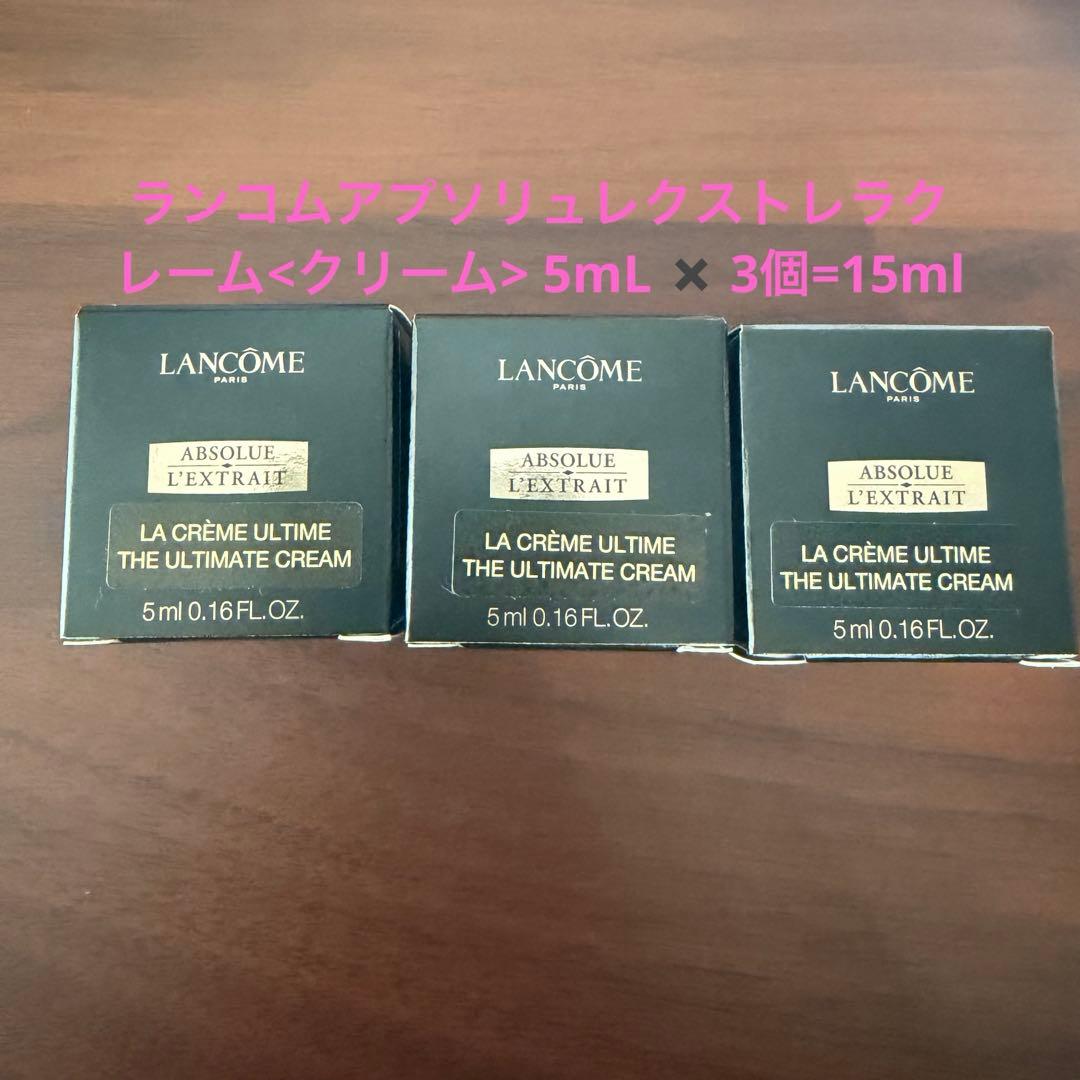 ランコムアプソリュレクストレラク
レーム<クリーム> 5mL ✖️ 3個=15ml
LANCÔME
PARIS
ABSOLUE
L'EXTRAIT
LA CRÈME ULTIME
THE ULTIMATE CREAM
5 ml 0.16 FL.OZ.
LANCÔME
PARIS
ABSOLUE
L'EXTRAIT
LA CRÈME ULTIME
THE ULTIMATE CREAM
5 ml 0.16 FL.OZ.
LANCÔME
PARIS
ABSOLUE
L'EXTRAIT
LA CRÈME ULTIME
THE ULTIMATE CREAM
5 ml 0.16 FL.OZ.